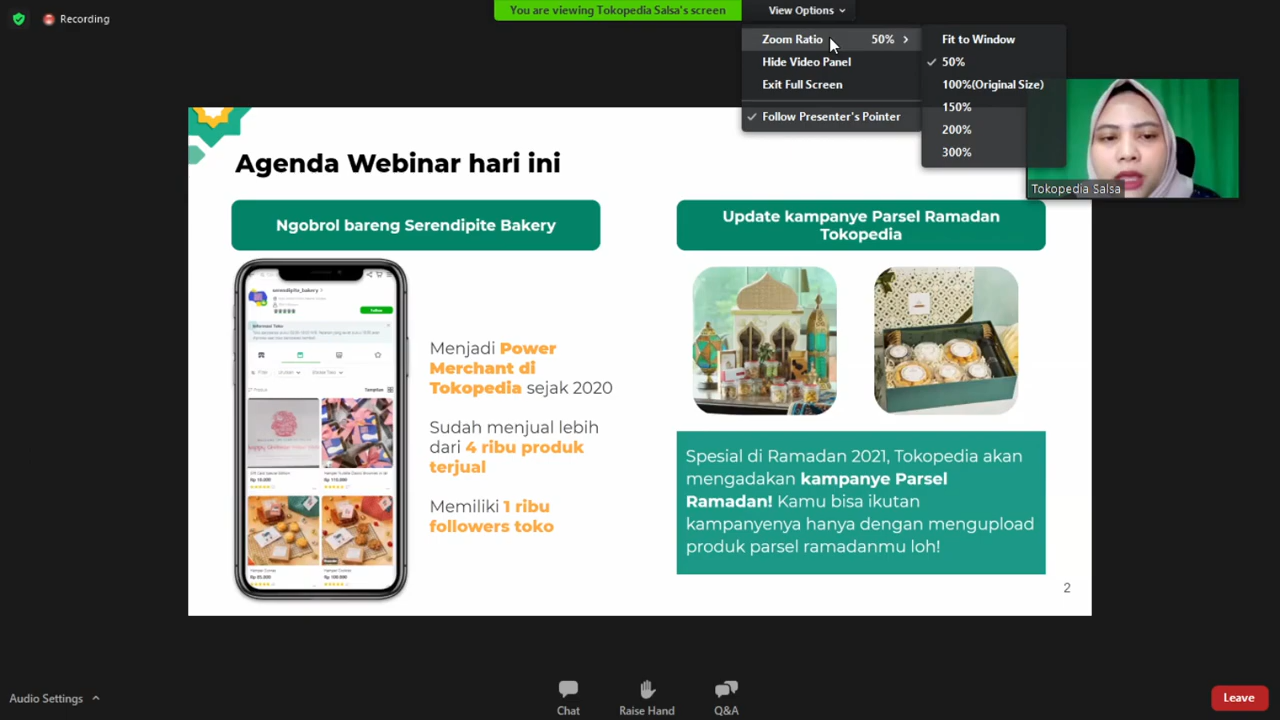 Recording
You are viewing Tokopedia Salsa's screen
View Options
Zoom Ratio 50%
Hide Video Panel
Exit Full Screen
Follow Presenter's Pointer
Fit to Window
50%
100%(Original Size)
150%
200%
300%
Tokopedia Salsa
Agenda Webinar hari ini
Ngobrol bareng Serendipite Bakery
serendipite_bakery
Follow
Informasi Toko
Menjadi Power
Merchant di
Tokopedia sejak 2020
Sudah menjual lebih
dari 4 ribu produk
terjual
Memiliki 1 ribu
followers toko
Update kampanye Parsel Ramadan
Tokopedia
Spesial di Ramadan 2021, Tokopedia akan
mengadakan kampanye Parsel
Ramadan! Kamu bisa ikutan
kampanyenya hanya dengan mengupload
produk parsel ramadanmu loh!
2
Audio Settings
Chat
Raise Hand
Q&A
Leave